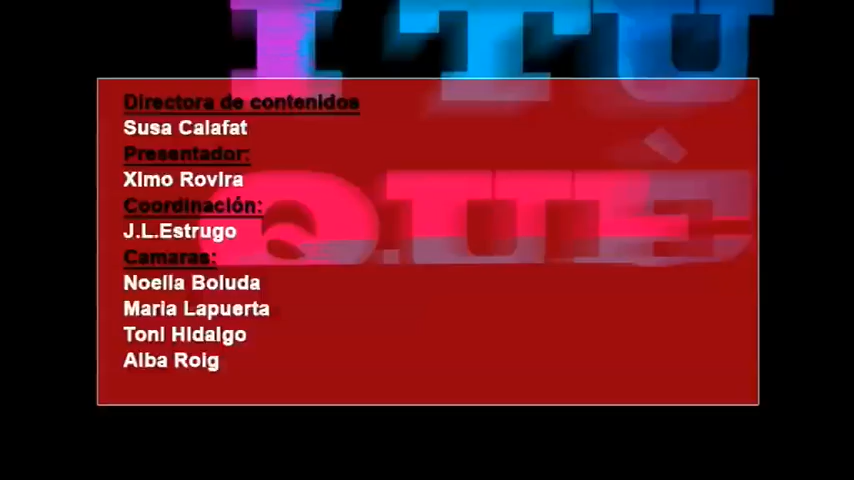 I TU
QUÈ
Directora de contenidos
Susa Calafat
Presentador:
Ximo Rovira
Coordinación:
J.L.Estrugo
Camaras:
Noelia Boluda
Maria Lapuerta
Toni Hidalgo
Alba Roig